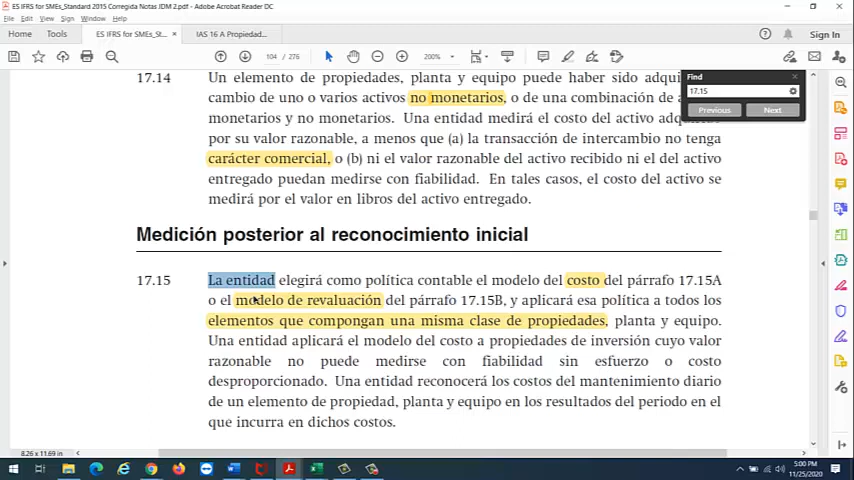 ES IFRS for SMEs_Standard 2015 Corregida Notas JDM 2.pdf - Adobe Acrobat Reader DC
File Edit View Sign Window Help
Home Tools ES IFRS for SMEs_St... × IAS 16 A Propiedad... Sign In
104 / 276 200%
Find
17.15
Previous Next
17.14 Un elemento de propiedades, planta y equipo puede haber sido adqui
cambio de uno o varios activos no monetarios, o de una combinación de a
monetarios y no monetarios. Una entidad medirá el costo del activo adquirido
por su valor razonable, a menos que (a) la transacción de intercambio no tenga
carácter comercial, o (b) ni el valor razonable del activo recibido ni el del activo
entregado puedan medirse con fiabilidad. En tales casos, el costo del activo se
medirá por el valor en libros del activo entregado.
Medición posterior al reconocimiento inicial
17.15 La entidad elegirá como política contable el modelo del costo del párrafo 17.15A
o el modelo de revaluación del párrafo 17.15B, y aplicará esa política a todos los
elementos que compongan una misma clase de propiedades, planta y equipo.
Una entidad aplicará el modelo del costo a propiedades de inversión cuyo valor
razonable no puede medirse con fiabilidad sin esfuerzo o costo
desproporcionado. Una entidad reconocerá los costos del mantenimiento diario
de un elemento de propiedad, planta y equipo en los resultados del periodo en el
que incurra en dichos costos.
8.26 x 11.69 in
5:00 PM
11/25/2020